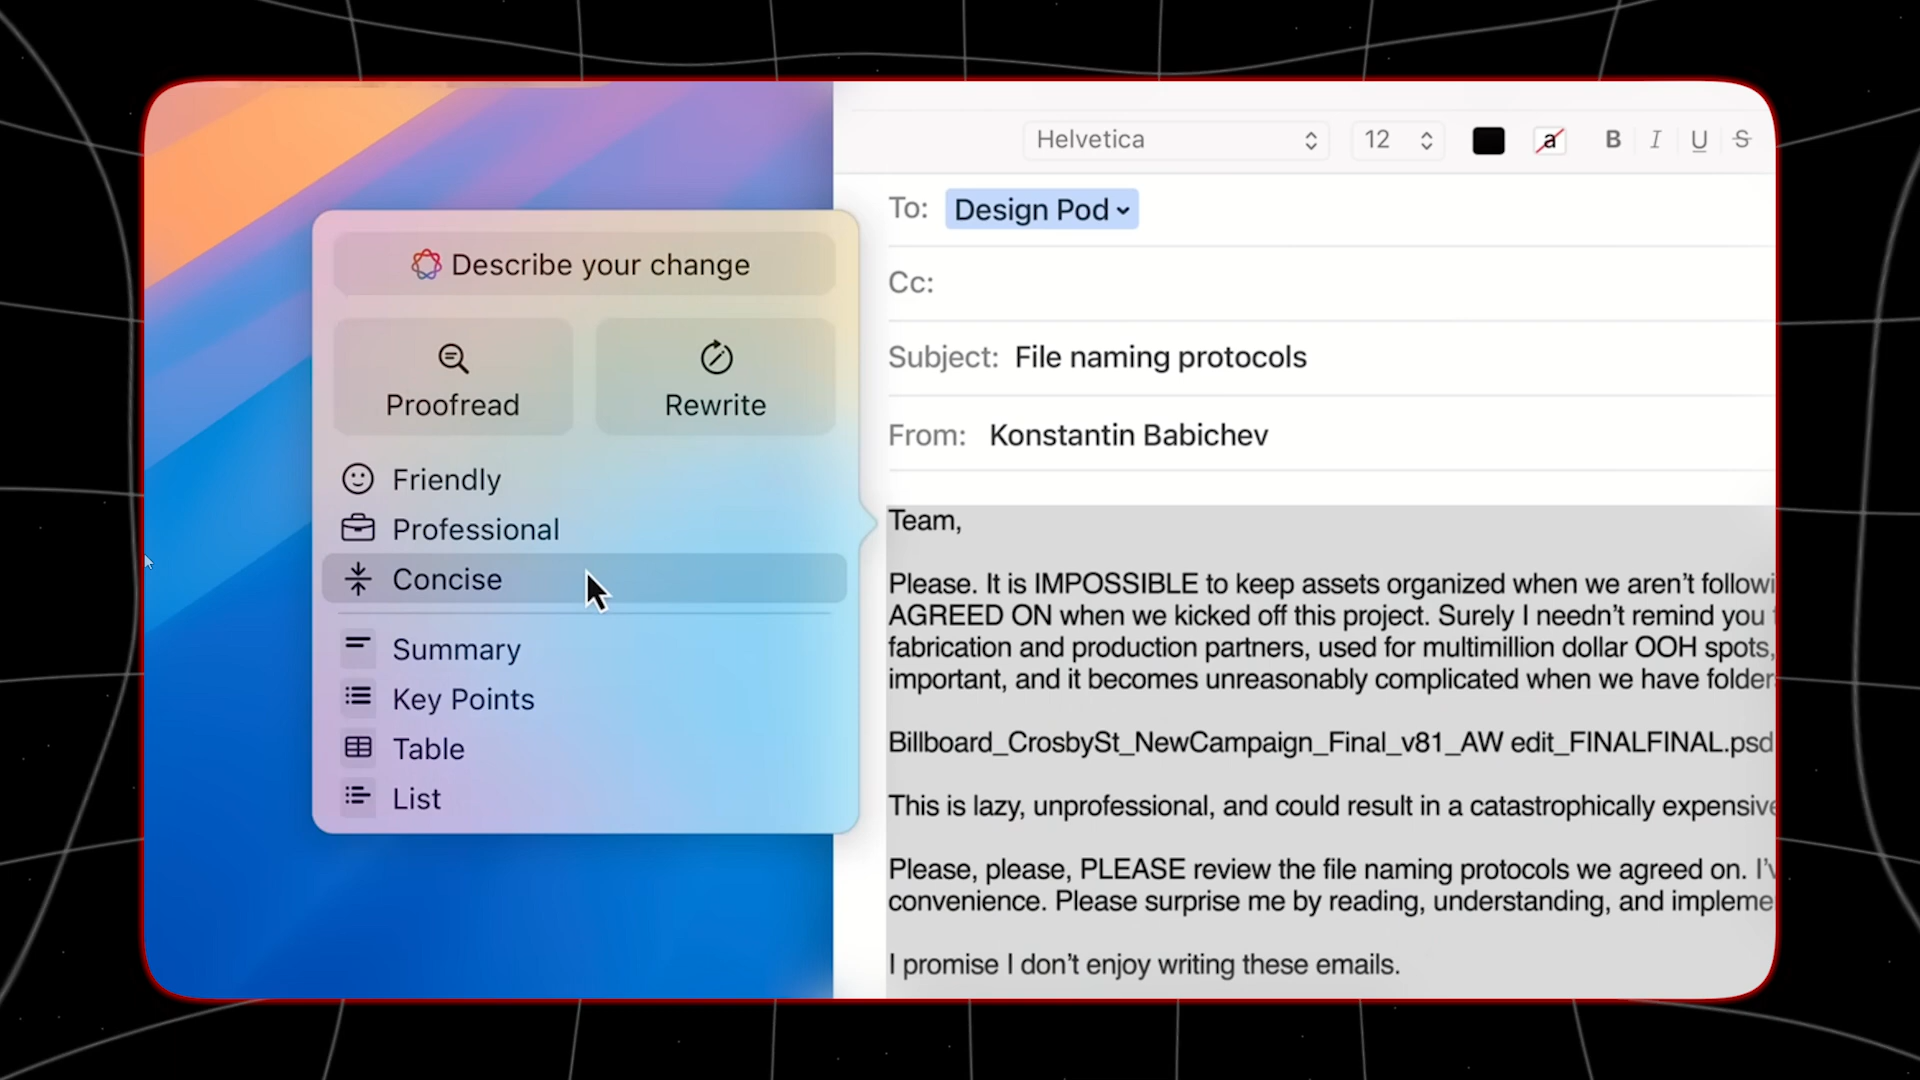 Helvetica
12
a
B I U S
Describe your change
Proofread
Rewrite
Friendly
Professional
Concise
Summary
Key Points
Table
List
To: Design Pod
Cc:
Subject: File naming protocols
From: Konstantin Babichev
Team,
Please. It is IMPOSSIBLE to keep assets organized when we aren’t followi
AGREED ON when we kicked off this project. Surely I needn’t remind you
fabrication and production partners, used for multimillion dollar OOH spots,
important, and it becomes unreasonably complicated when we have folder
Billboard_CrosbySt_NewCampaign_Final_v81_AW edit_FINALFINAL.psd
This is lazy, unprofessional, and could result in a catastrophically expensive
Please, please, PLEASE review the file naming protocols we agreed on. I’v
convenience. Please surprise me by reading, understanding, and impleme
I promise I don’t enjoy writing these emails.